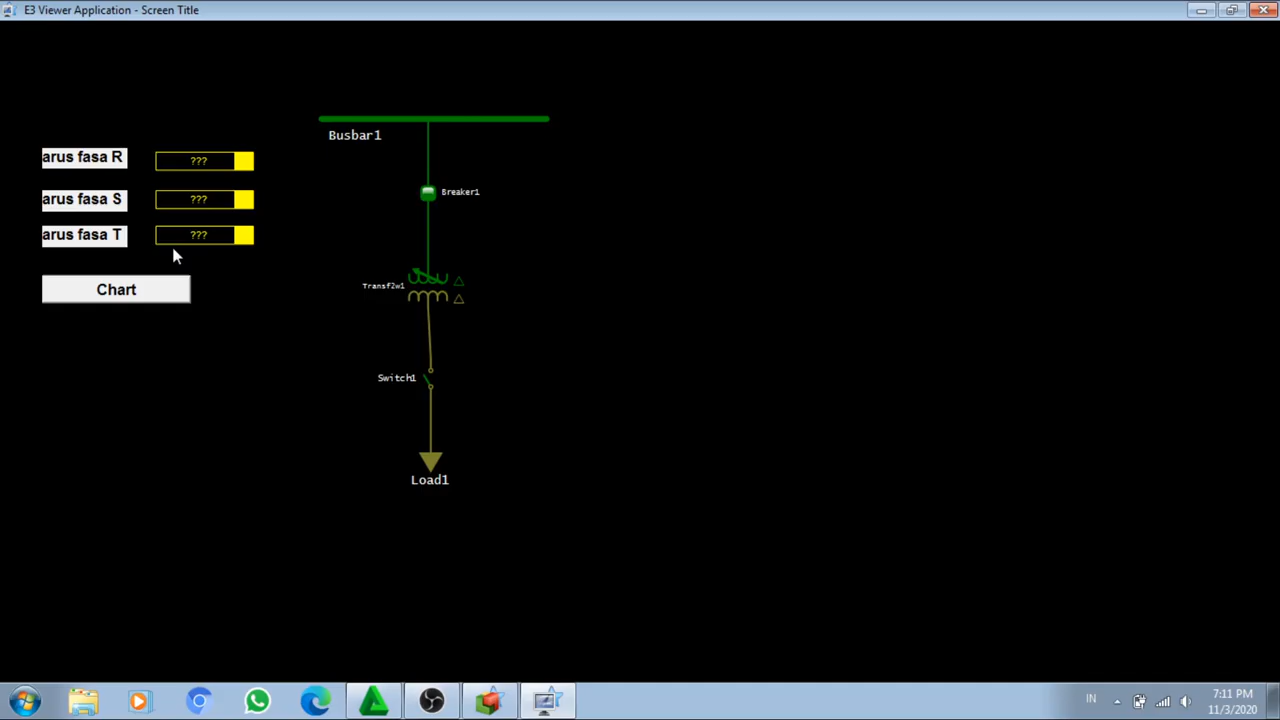 E3 Viewer Application - Screen Title
Busbar1
arus fasa R
???
Breaker1
arus fasa S
???
arus fasa T
???
Chart
Transf2w1
Switch1
Load1
IN
7:11 PM
11/3/2020